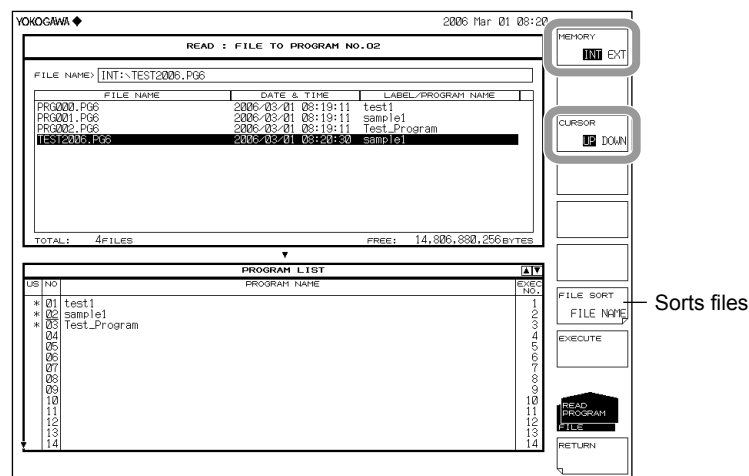 YOKOGAWA ◆ 2006 Mar 01 08:20
READ : FILE TO PROGRAM NO.02
FILE NAME> INT:\TEST2006.PG6
FILE NAME DATE & TIME LABEL/PROGRAM NAME
PRG000.PG6 2006/03/01 08:19:11 test1
PRG001.PG6 2006/03/01 08:19:11 sample1
PRG002.PG6 2006/03/01 08:19:11 Test_Program
TEST2006.PG6 2006/03/01 08:20:30 sample1
TOTAL: 4FILES FREE: 14,806,880,256BYTES
▼
PROGRAM LIST ▲▼
US NO PROGRAM NAME EXEC NO.
* 01 test1 1
* 02 sample1 2
* 03 Test_Program 3
04 4
05 5
06 6
07 7
08 8
09 9
10 10
11 11
12 12
13 13
14 14
MEMORY
INT EXT
CURSOR
UP DOWN
FILE SORT
FILE NAME
Sorts files
EXECUTE
READ
PROGRAM
FILE
RETURN